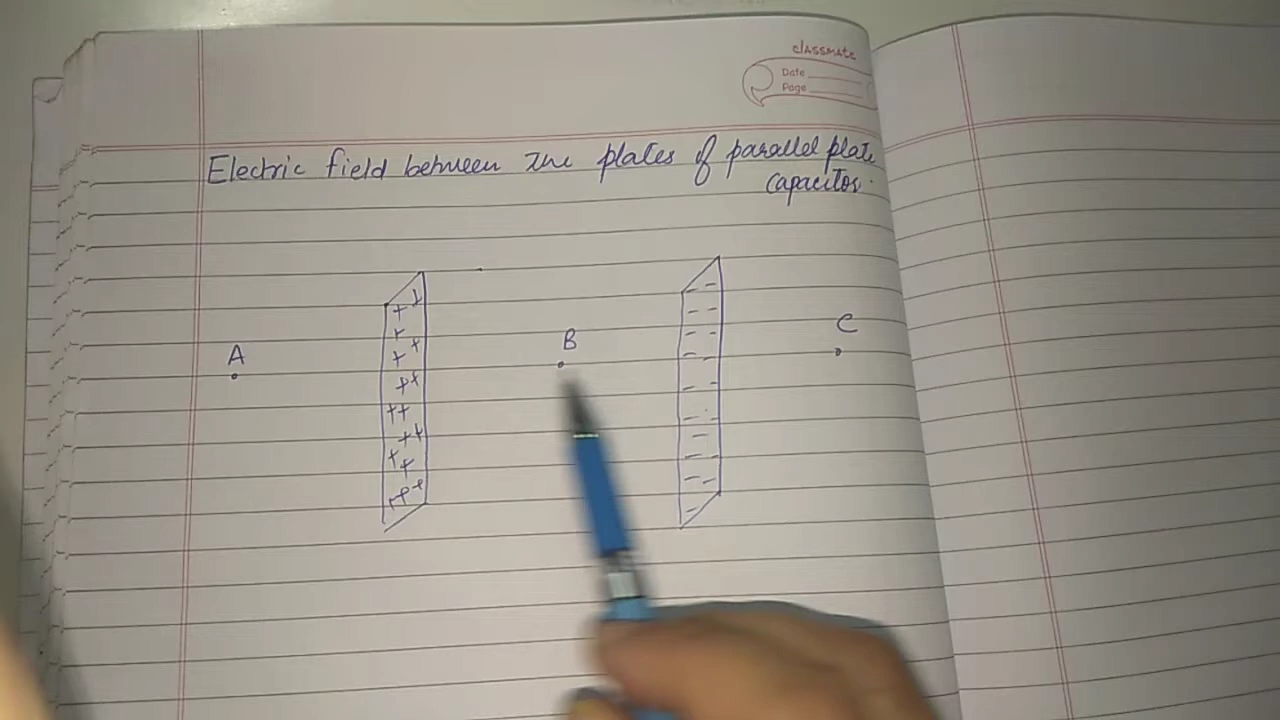 classmate
Date
Page
Electric field between the plates of parallel plate
capacitor.
A
B
C